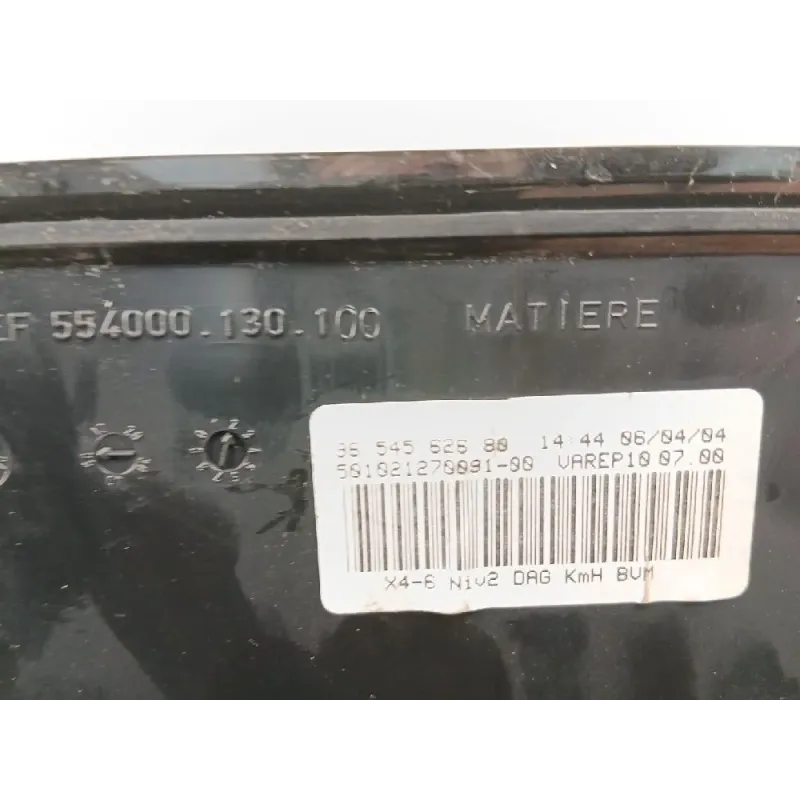 EF 554000.130.100 MATIERE
96 545 626 80 14:44 06/04/04
501021270091-00 VAREP10 07.00
X4-6 Niv2 DAG KmH BVM